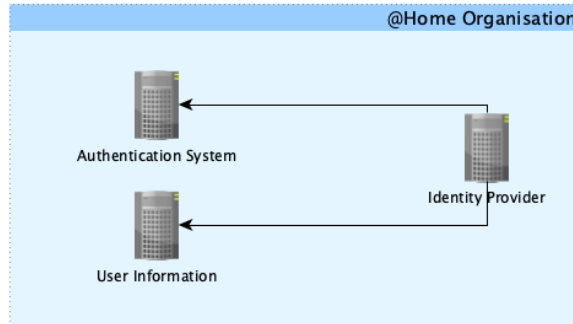 @Home Organisation
Authentication System
Identity Provider
User Information